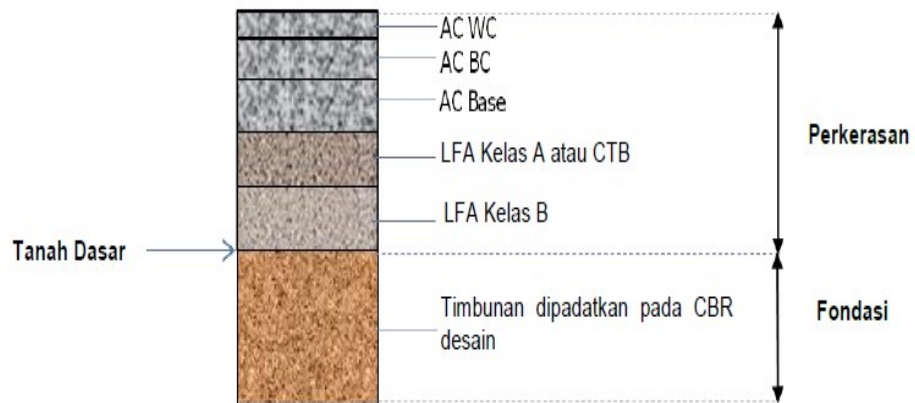 AC WC
AC BC
AC Base
LFA Kelas A atau CTB
LFA Kelas B
Perkerasan
Tanah Dasar
Timbunan dipadatkan pada CBR
desain
Fondasi